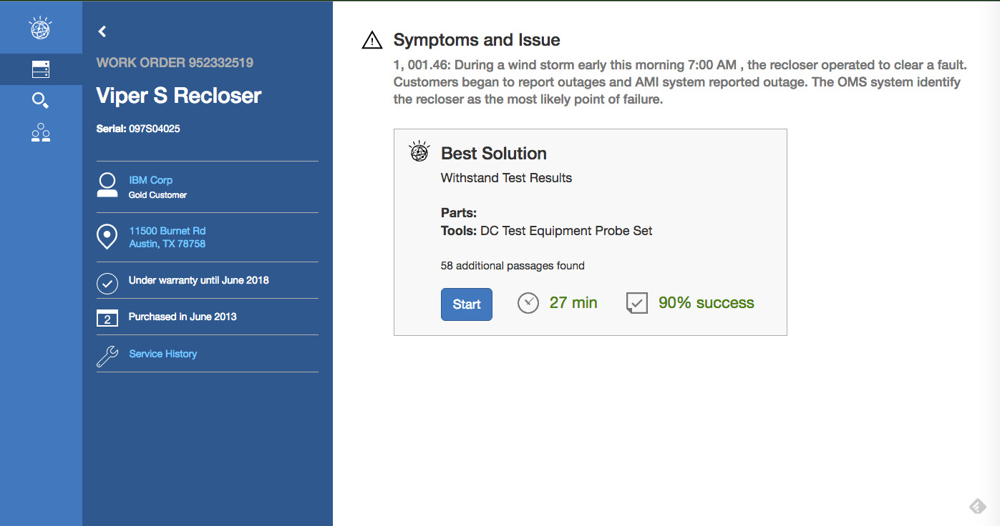 WORK ORDER 952332519
Viper S Recloser
Serial: 097S04025
IBM Corp
Gold Customer
11500 Burnet Rd
Austin, TX 78758
Under warranty until June 2018
2
Purchased in June 2013
Service History
Symptoms and Issue
1, 001.46: During a wind storm early this morning 7:00 AM , the recloser operated to clear a fault.
Customers began to report outages and AMI system reported outage. The OMS system identify
the recloser as the most likely point of failure.
Best Solution
Withstand Test Results
Parts:
Tools: DC Test Equipment Probe Set
58 additional passages found
Start
27 min
90% success